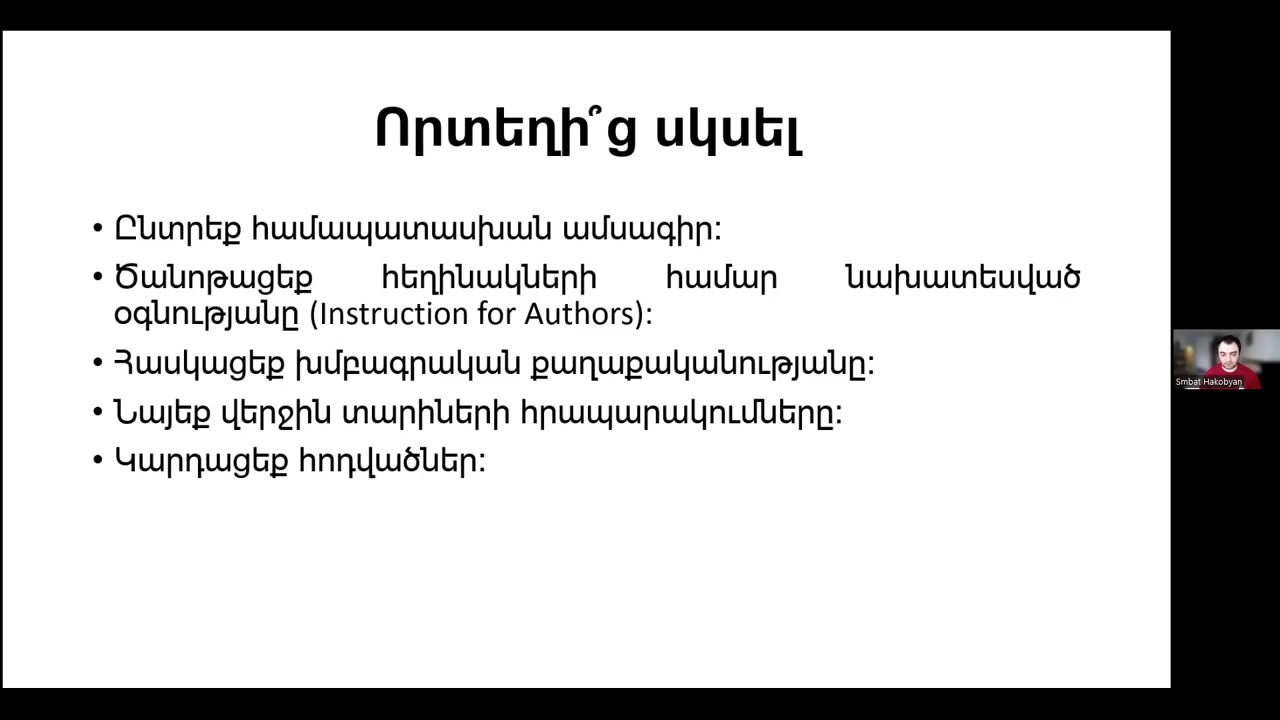 Որտեղի՞ց սկսել
• Ընտրեք համապատասխան ամսագիր:
• Ծանոթացեք հեղինակների համար նախատեսված
օգնությանը (Instruction for Authors):
• Հասկացեք խմբագրական քաղաքականությանը:
• Նայեք վերջին տարիների հրապարակումները:
• Կարդացեք հոդվածներ:
Smbat Hakobyan